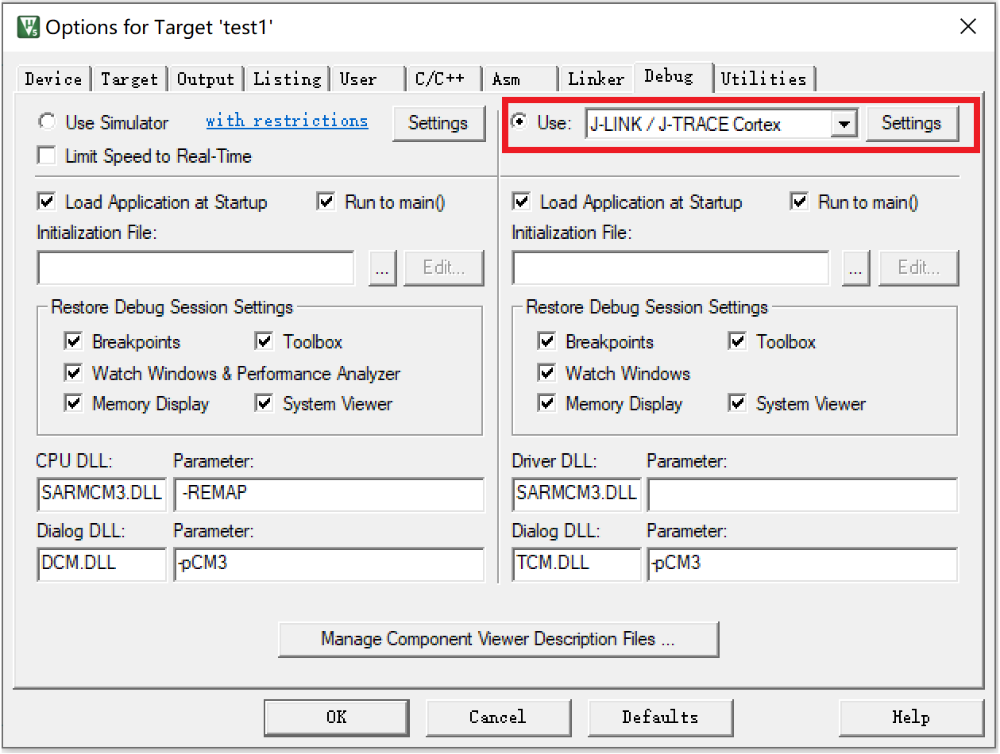 Options for Target 'test1'
Device Target Output Listing User C/C++ Asm Linker Debug Utilities
Use Simulator with restrictions Settings
Limit Speed to Real-Time
Use: J-LINK / J-TRACE Cortex Settings
Load Application at Startup Run to main()
Initialization File:
... Edit...
Restore Debug Session Settings
Breakpoints Toolbox
Watch Windows & Performance Analyzer
Memory Display System Viewer
CPU DLL: Parameter:
SARMCM3.DLL -REMAP
Dialog DLL: Parameter:
DCM.DLL -pCM3
Load Application at Startup Run to main()
Initialization File:
... Edit...
Restore Debug Session Settings
Breakpoints Toolbox
Watch Windows
Memory Display System Viewer
Driver DLL: Parameter:
SARMCM3.DLL
Dialog DLL: Parameter:
TCM.DLL -pCM3
Manage Component Viewer Description Files ...
OK Cancel Defaults Help